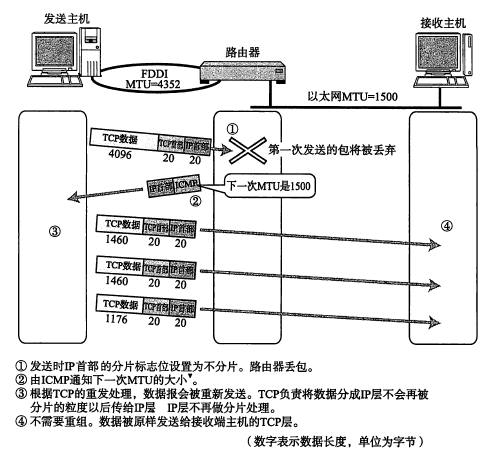 发送主机
接收主机
路由器
FDDI
MTU=4352
以太网MTU=1500
TCP数据 TCP首部 IP首部
4096 20 20
①
第一次发送的包将被丢弃
IP首部 ICMP
下一次MTU是1500
②
③
④
TCP数据 TCP首部 IP首部
1460 20 20
TCP数据 TCP首部 IP首部
1460 20 20
TCP数据 TCP首部 IP首部
1176 20 20
① 发送时IP首部的分片标志位设置为不分片。路由器丢包。
② 由ICMP通知下一次MTU的大小▼。
③ 根据TCP的重发处理,数据报会被重新发送。TCP负责将数据分成IP层不会再被
分片的粒度以后传给IP层 IP层不再做分片处理。
④ 不需要重组。数据被原样发送给接收端主机的TCP层。
(数字表示数据长度,单位为字节)